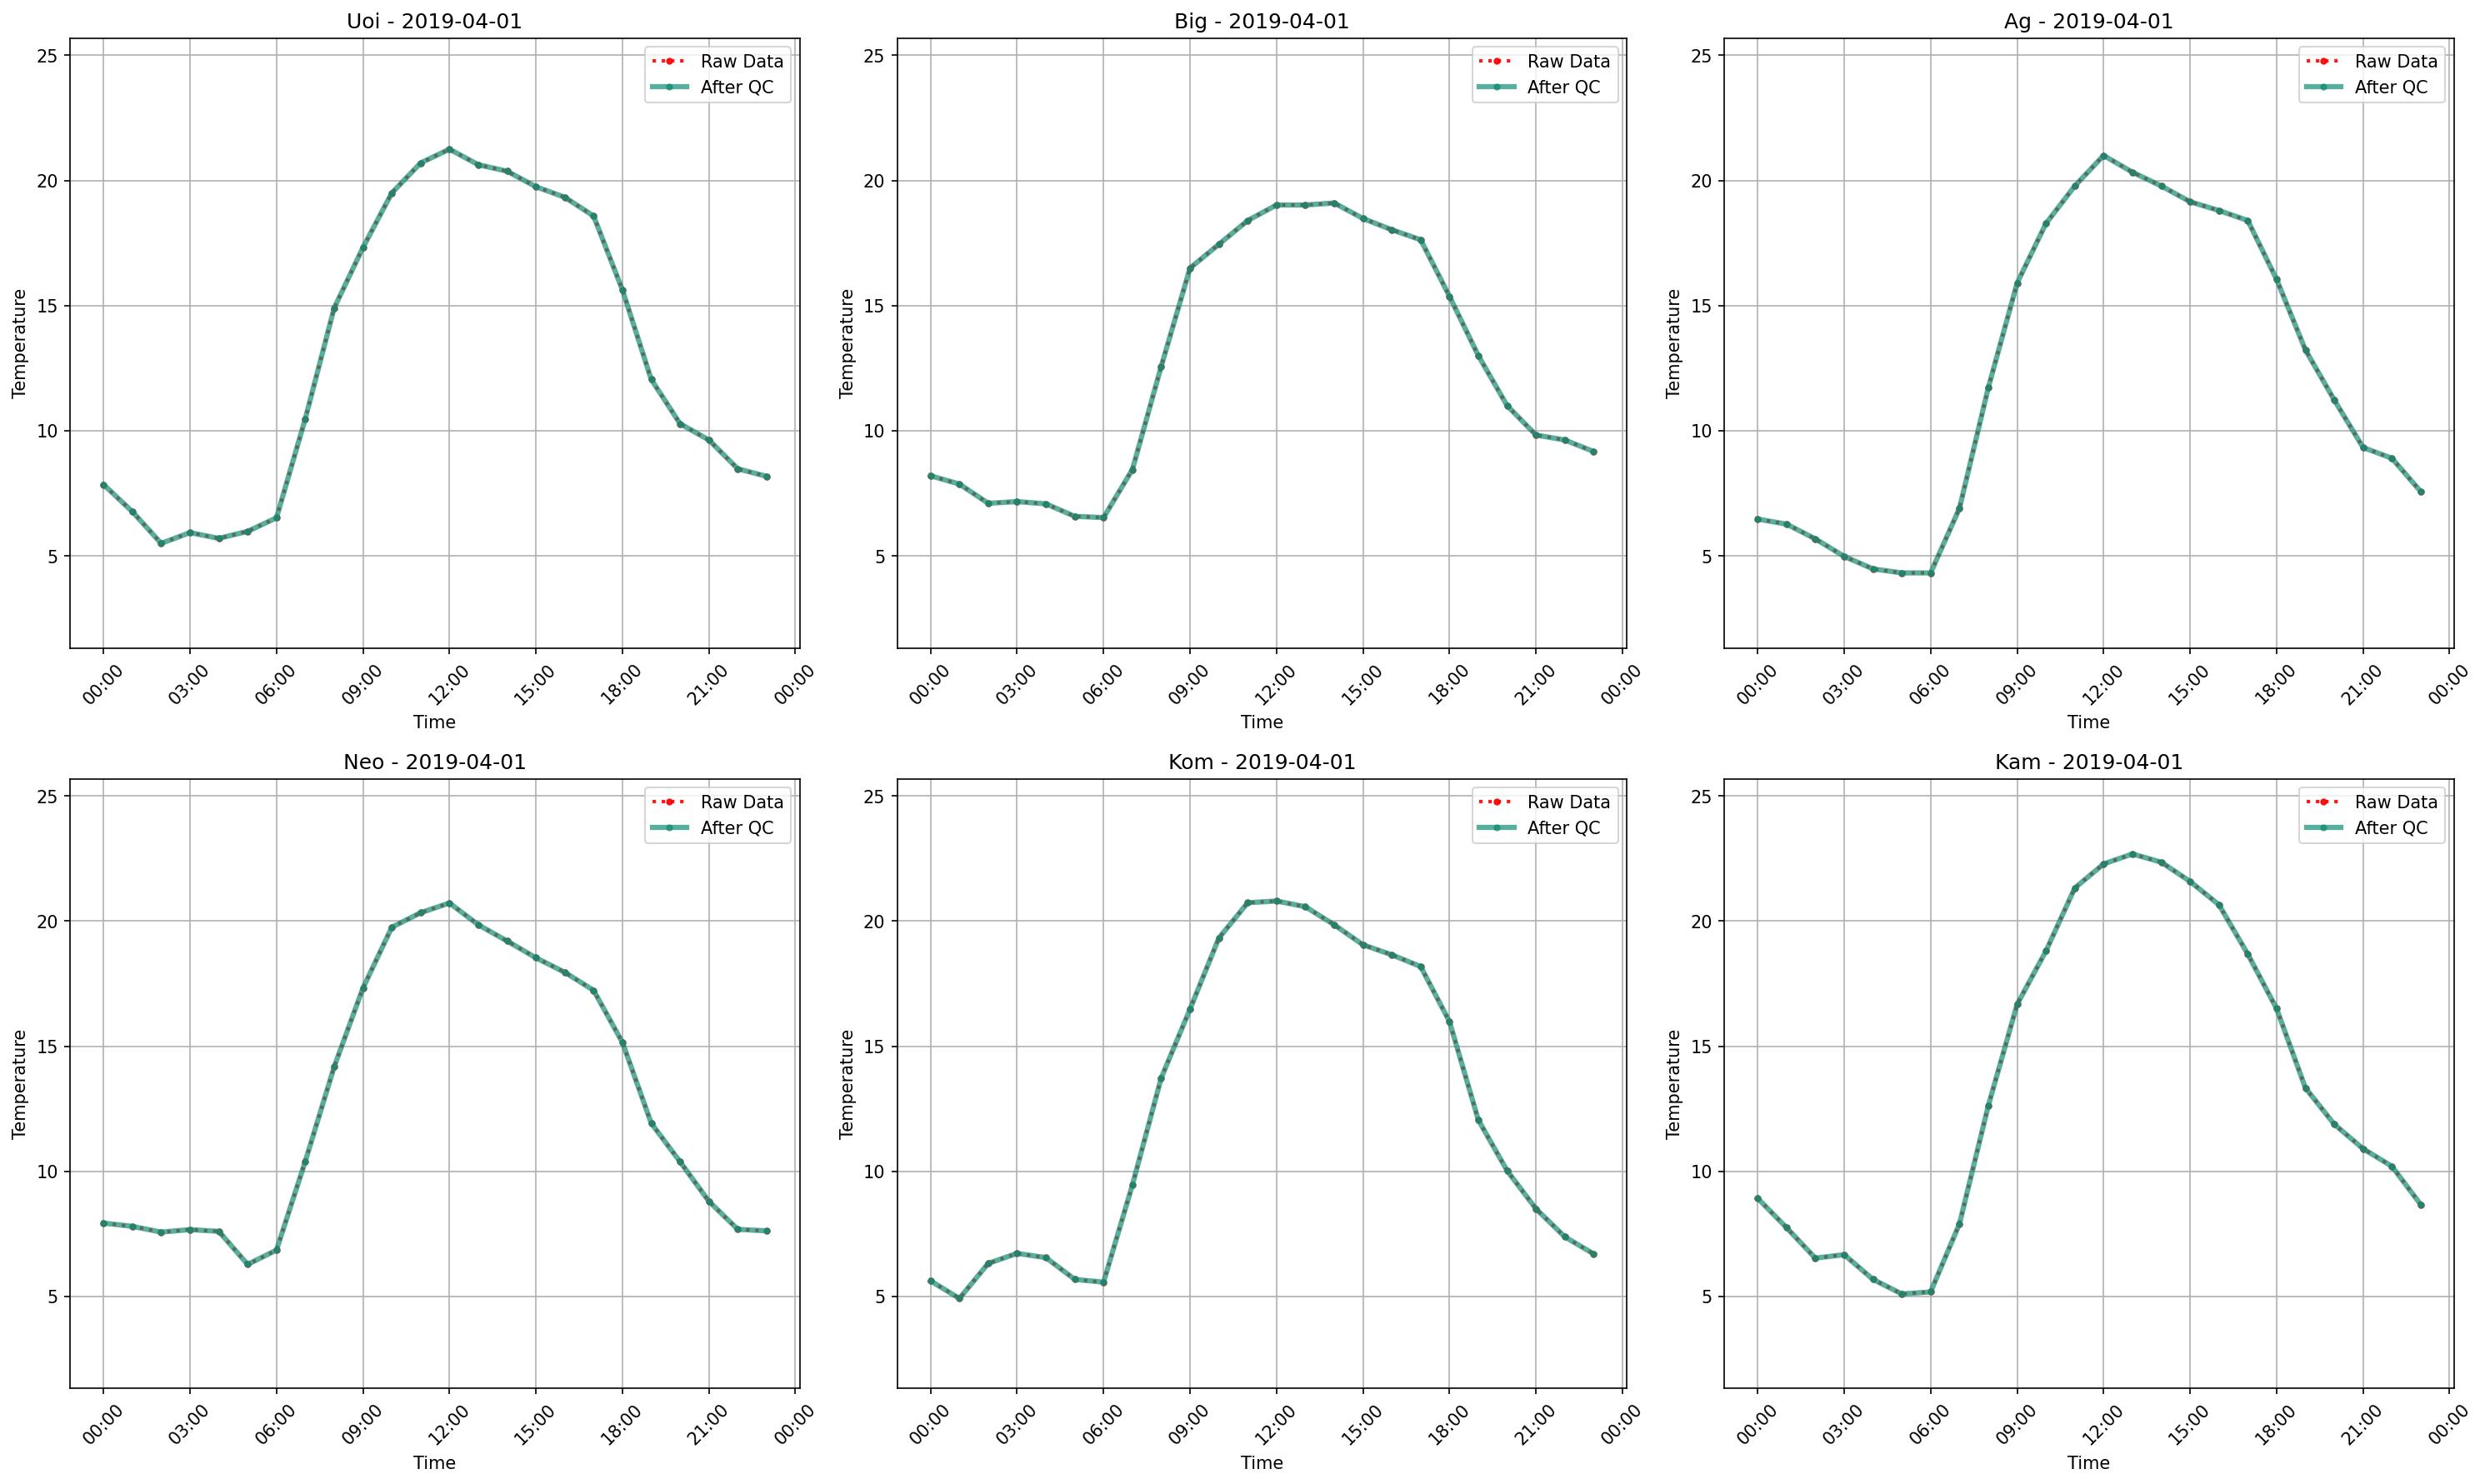 Uoi - 2019-04-01
Temperature
25
20
15
10
5
Raw Data
After QC
00:00
03:00
06:00
09:00
12:00
15:00
18:00
21:00
00:00
Time
Big - 2019-04-01
Temperature
25
20
15
10
5
Raw Data
After QC
00:00
03:00
06:00
09:00
12:00
15:00
18:00
21:00
00:00
Time
Ag - 2019-04-01
Temperature
25
20
15
10
5
Raw Data
After QC
00:00
03:00
06:00
09:00
12:00
15:00
18:00
21:00
00:00
Time
Neo - 2019-04-01
Temperature
25
20
15
10
5
Raw Data
After QC
00:00
03:00
06:00
09:00
12:00
15:00
18:00
21:00
00:00
Time
Kom - 2019-04-01
Temperature
25
20
15
10
5
Raw Data
After QC
00:00
03:00
06:00
09:00
12:00
15:00
18:00
21:00
00:00
Time
Kam - 2019-04-01
Temperature
25
20
15
10
5
Raw Data
After QC
00:00
03:00
06:00
09:00
12:00
15:00
18:00
21:00
00:00
Time